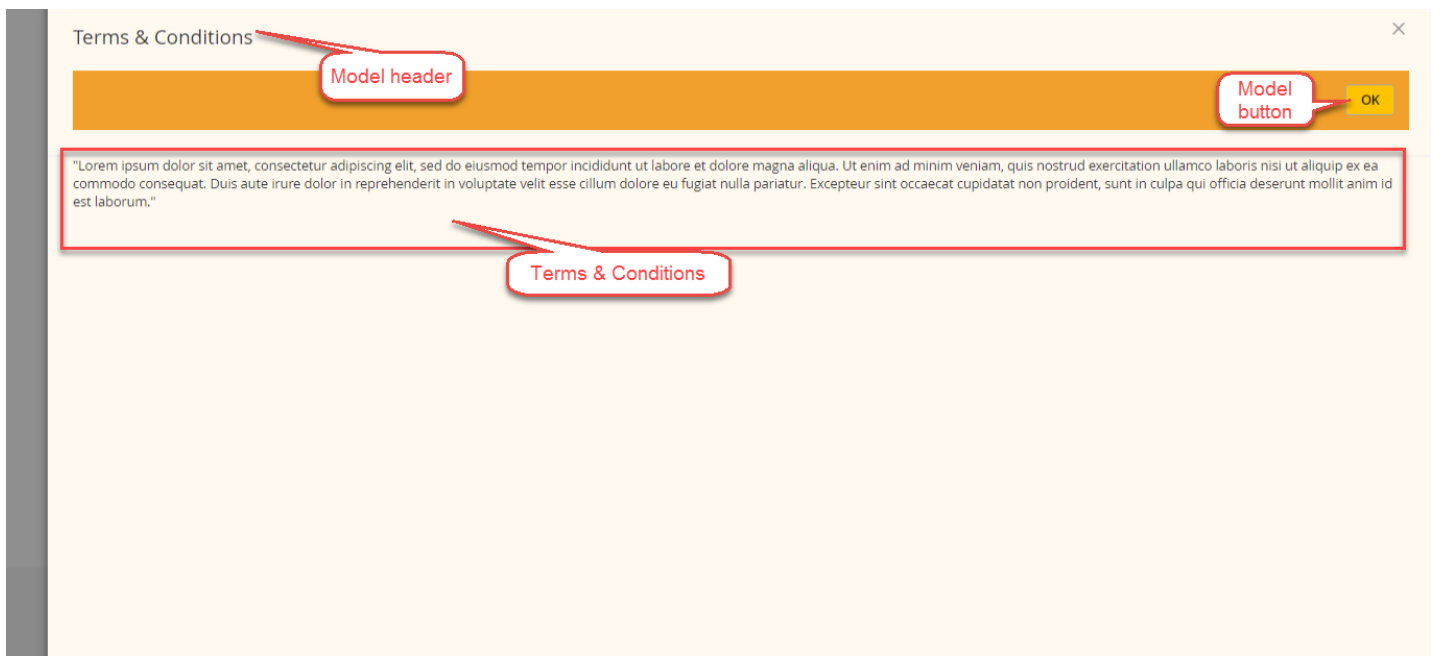 Terms & Conditions
×
Model header
Model
button
OK
"Lorem ipsum dolor sit amet, consectetur adipiscing elit, sed do eiusmod tempor incididunt ut labore et dolore magna aliqua. Ut enim ad minim veniam, quis nostrud exercitation ullamco laboris nisi ut aliquip ex ea
commodo consequat. Duis aute irure dolor in reprehenderit in voluptate velit esse cillum dolore eu fugiat nulla pariatur. Excepteur sint occaecat cupidatat non proident, sunt in culpa qui officia deserunt mollit anim id
est laborum."
Terms & Conditions